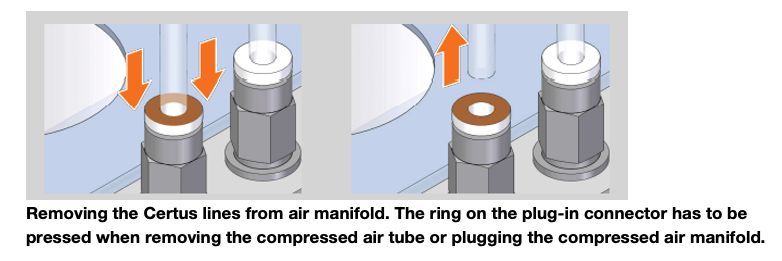 Removing the Certus lines from air manifold. The ring on the plug-in connector has to be
pressed when removing the compressed air tube or plugging the compressed air manifold.